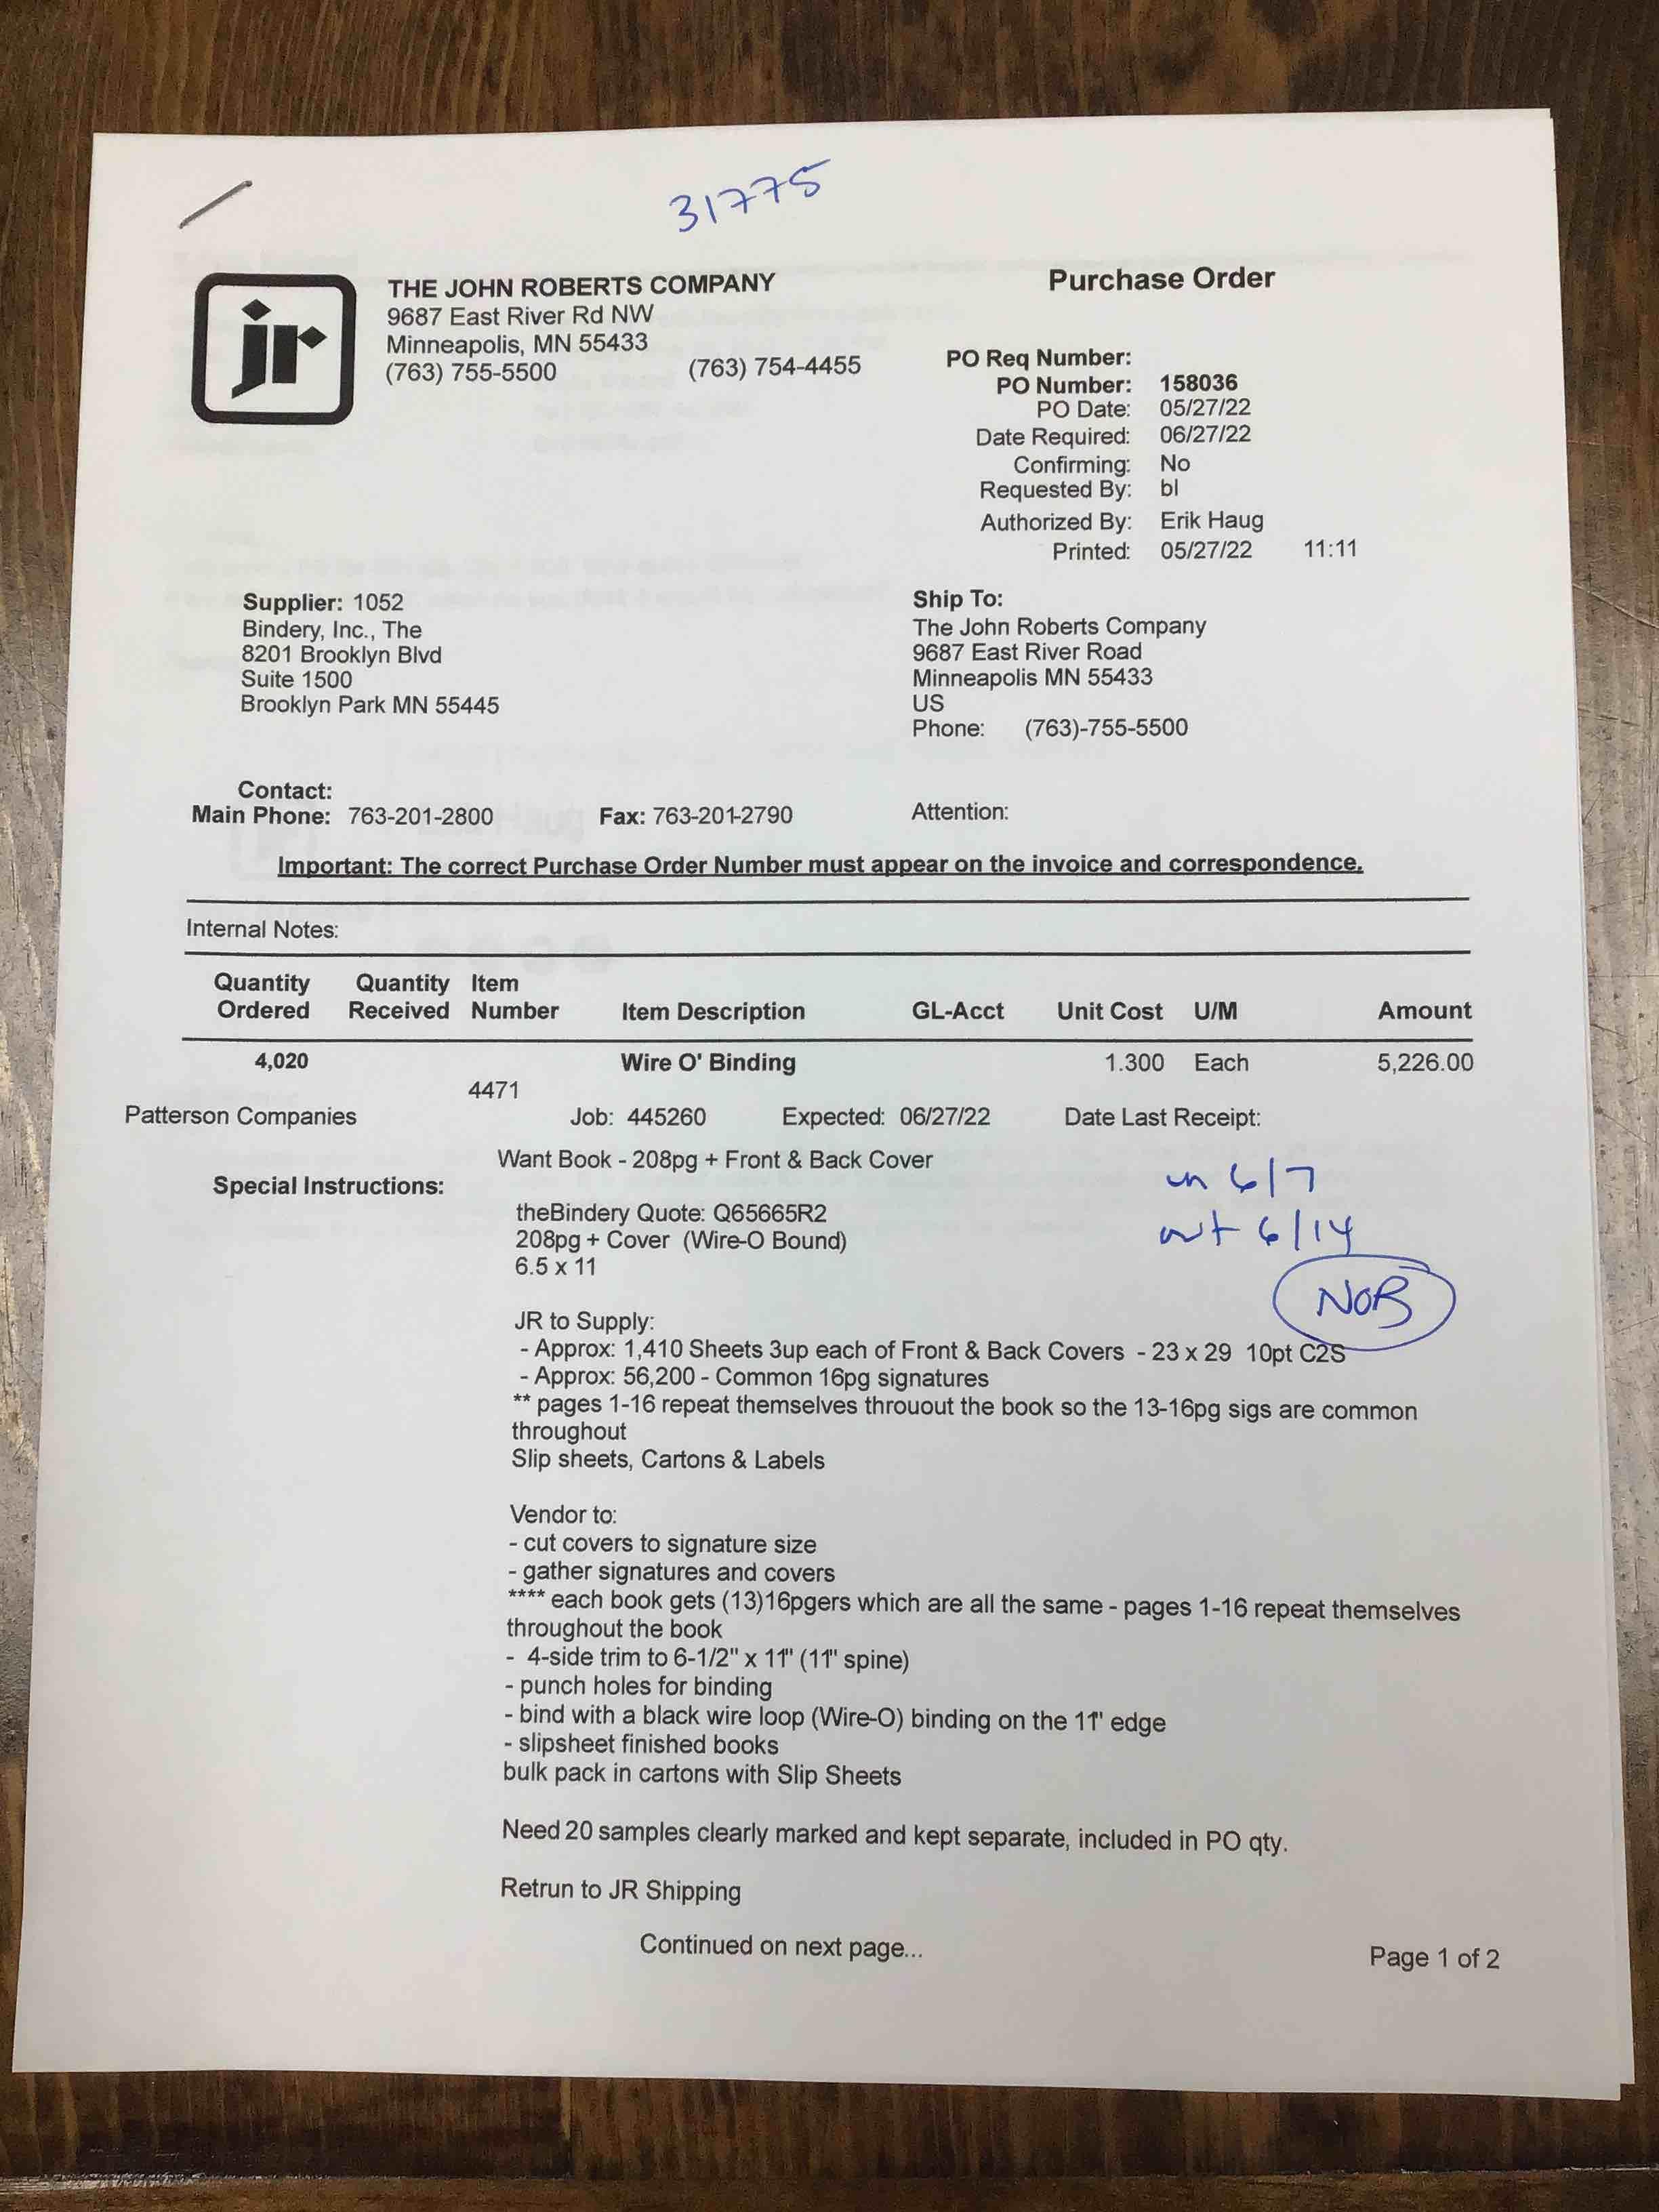 31775
jr
THE JOHN ROBERTS COMPANY
9687 East River Rd NW
Minneapolis, MN 55433
(763) 755-5500 (763) 754-4455
Purchase Order
PO Req Number:
PO Number: 158036
PO Date: 05/27/22
Date Required: 06/27/22
Confirming: No
Requested By: bl
Authorized By: Erik Haug
Printed: 05/27/22 11:11
Supplier: 1052
Bindery, Inc., The
8201 Brooklyn Blvd
Suite 1500
Brooklyn Park MN 55445
Ship To:
The John Roberts Company
9687 East River Road
Minneapolis MN 55433
US
Phone: (763)-755-5500
Contact:
Main Phone: 763-201-2800 Fax: 763-201-2790 Attention:
Important: The correct Purchase Order Number must appear on the invoice and correspondence.
Internal Notes:
Quantity Ordered Quantity Received Item Number Item Description GL-Acct Unit Cost U/M Amount
4,020 Wire O' Binding 1.300 Each 5,226.00
4471
Patterson Companies Job: 445260 Expected: 06/27/22 Date Last Receipt:
Want Book - 208pg + Front & Back Cover
in 6/7
Special Instructions:
theBindery Quote: Q65665R2
out 6/14
208pg + Cover (Wire-O Bound)
6.5 x 11
NOB
JR to Supply:
- Approx: 1,410 Sheets 3up each of Front & Back Covers - 23 x 29 10pt C2S
- Approx: 56,200 - Common 16pg signatures
** pages 1-16 repeat themselves throuout the book so the 13-16pg sigs are common
throughout
Slip sheets, Cartons & Labels
Vendor to:
- cut covers to signature size
- gather signatures and covers
**** each book gets (13)16pgers which are all the same - pages 1-16 repeat themselves
throughout the book
- 4-side trim to 6-1/2" x 11" (11" spine)
- punch holes for binding
- bind with a black wire loop (Wire-O) binding on the 11" edge
- slipsheet finished books
bulk pack in cartons with Slip Sheets
Need 20 samples clearly marked and kept separate, included in PO qty.
Retrun to JR Shipping
Continued on next page...
Page 1 of 2